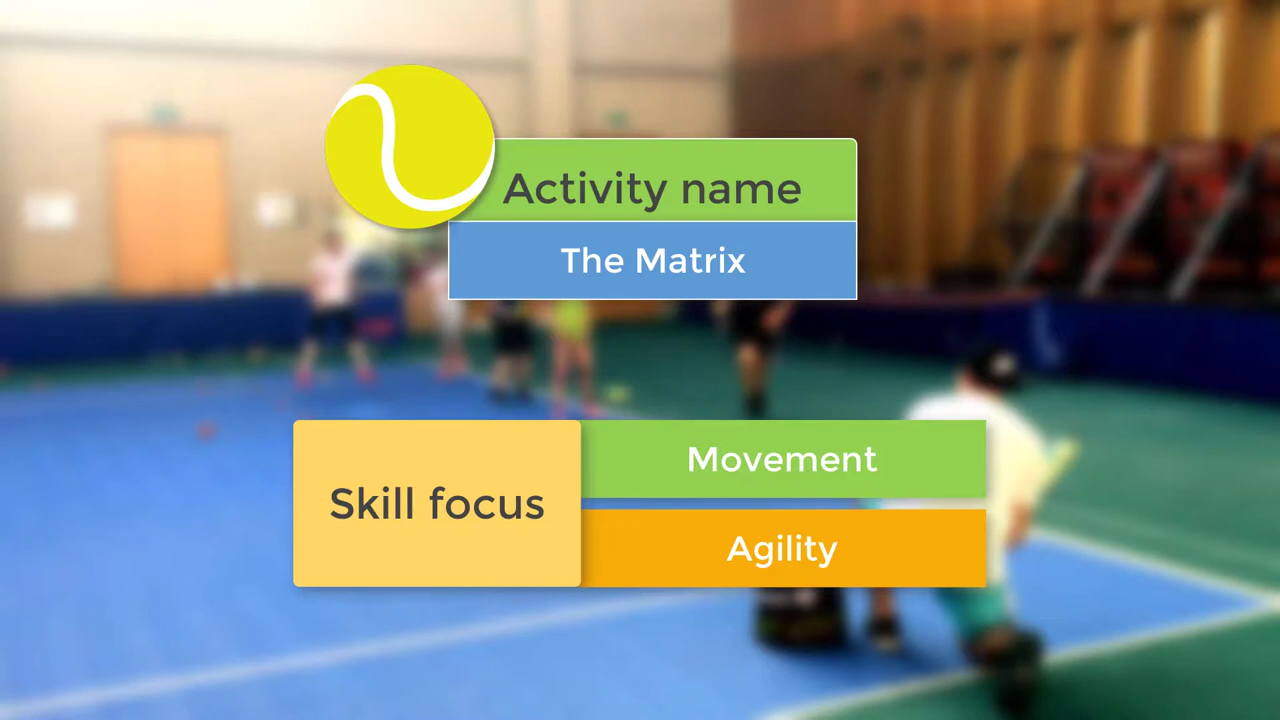 Activity name
The Matrix
Skill focus
Movement
Agility